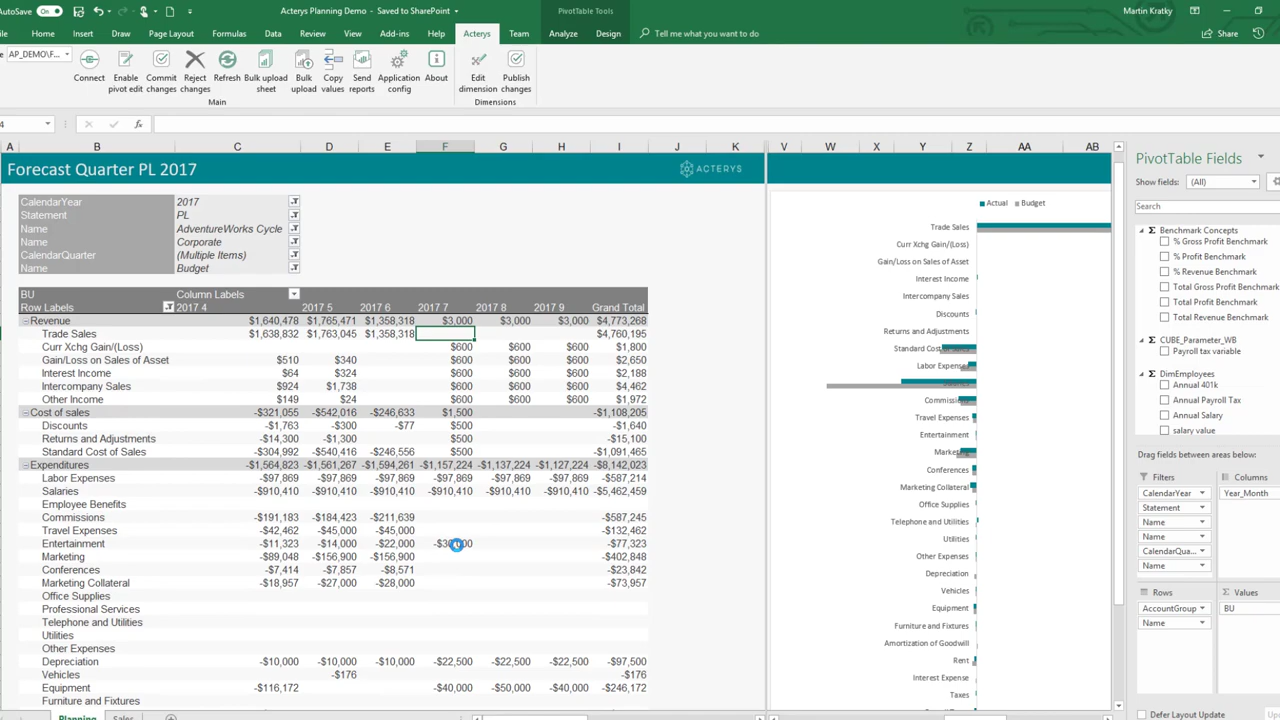 AutoSave On Acterys Planning Demo - Saved to SharePoint PivotTable Tools Martin Kratky
Home Insert Draw Page Layout Formulas Data Review View Add-ins Help Acterys Team Analyze Design Tell me what you want to do Share
AP_DEMO\F...
Connect Enable pivot edit Commit changes Reject changes Refresh Bulk upload sheet Bulk upload Copy values Send reports Application config About Edit dimension Publish changes
Main Dimensions
4 fx
A B C D E F G H I J K V W X Y Z AA AB
Forecast Quarter PL 2017 ACTERYS
CalendarYear 2017
Statement PL
Name AdventureWorks Cycle
Name Corporate
CalendarQuarter (Multiple Items)
Name Budget
BU Column Labels
Row Labels 2017 4 2017 5 2017 6 2017 7 2017 8 2017 9 Grand Total
Revenue $1,640,478 $1,765,471 $1,358,318 $3,000 $3,000 $3,000 $4,773,268
Trade Sales $1,638,832 $1,763,045 $1,358,318 $4,760,195
Curr Xchg Gain/(Loss) $600 $600 $600 $1,800
Gain/Loss on Sales of Asset $510 $340 $600 $600 $600 $2,650
Interest Income $64 $324 $600 $600 $600 $2,188
Intercompany Sales $924 $1,738 $600 $600 $600 $4,462
Other Income $149 $24 $600 $600 $600 $1,972
Cost of sales -$321,055 -$542,016 -$246,633 $1,500 -$1,108,205
Discounts -$1,763 -$300 -$77 $500 -$1,640
Returns and Adjustments -$14,300 -$1,300 $500 -$15,100
Standard Cost of Sales -$304,992 -$540,416 -$246,556 $500 -$1,091,465
Expenditures -$1,561,267 -$1,594,261 -$1,157,224 -$1,137,224 -$1,127,224 -$8,142,023
Labor Expenses -$97,869 -$97,869 -$97,869 -$97,869 -$97,869 -$97,869 -$587,214
Salaries -$910,410 -$910,410 -$910,410 -$910,410 -$910,410 -$910,410 -$5,462,459
Employee Benefits
Commissions -$191,183 -$184,423 -$211,639 -$587,245
Travel Expenses -$42,462 -$45,000 -$45,000 -$132,462
Entertainment -$11,323 -$14,000 -$22,000 -$77,323
Marketing -$89,048 -$156,900 -$156,900 -$402,848
Conferences -$7,414 -$7,857 -$8,571 -$23,842
Marketing Collateral -$18,957 -$27,000 -$28,000 -$73,957
Office Supplies
Professional Services
Telephone and Utilities
Utilities
Other Expenses
Depreciation -$10,000 -$10,000 -$10,000 -$22,500 -$22,500 -$22,500 -$97,500
Vehicles -$176 -$176
Equipment -$116,172 -$40,000 -$50,000 -$40,000 -$246,172
Furniture and Fixtures
Planning Sales
Actual Budget
Trade Sales
Curr Xchg Gain/(Loss)
Gain/Loss on Sales of Asset
Interest Income
Intercompany Sales
Discounts
Returns and Adjustments
Standard Cost of Sales
Labor Expenses
Salaries
Commissions
Travel Expenses
Entertainment
Marketing
Conferences
Marketing Collateral
Office Supplies
Telephone and Utilities
Utilities
Other Expenses
Depreciation
Vehicles
Equipment
Furniture and Fixtures
Amortization of Goodwill
Rent
Interest Expense
Taxes
PivotTable Fields
Show fields: (All)
Search
Σ Benchmark Concepts
% Gross Profit Benchmark
% Profit Benchmark
% Revenue Benchmark
Total Gross Profit Benchmark
Total Profit Benchmark
Total Revenue Benchmark
Σ CUBE_Parameter_WB
Payroll tax variable
Σ DimEmployees
Annual 401k
Annual Payroll Tax
Annual Salary
salary value
Drag fields between areas below:
Filters Columns
CalendarYear Year_Month
Statement
Name
Name
CalendarQua...
Name
Rows Σ Values
AccountGroup BU
Name
Defer Layout Update